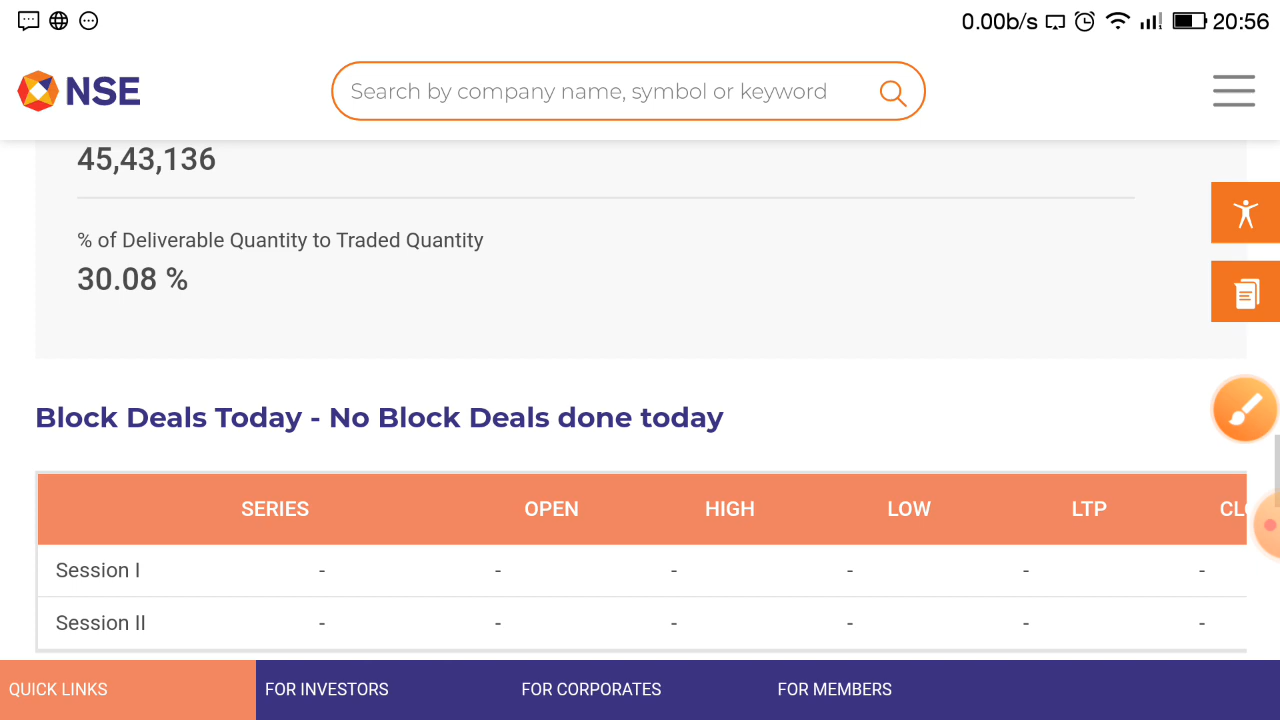 0.00b/s 20:56
NSE
Search by company name, symbol or keyword
45,43,136
% of Deliverable Quantity to Traded Quantity
30.08 %
Block Deals Today - No Block Deals done today
SERIES OPEN HIGH LOW LTP
Session I - - - - - -
Session II - - - - - -
QUICK LINKS FOR INVESTORS FOR CORPORATES FOR MEMBERS